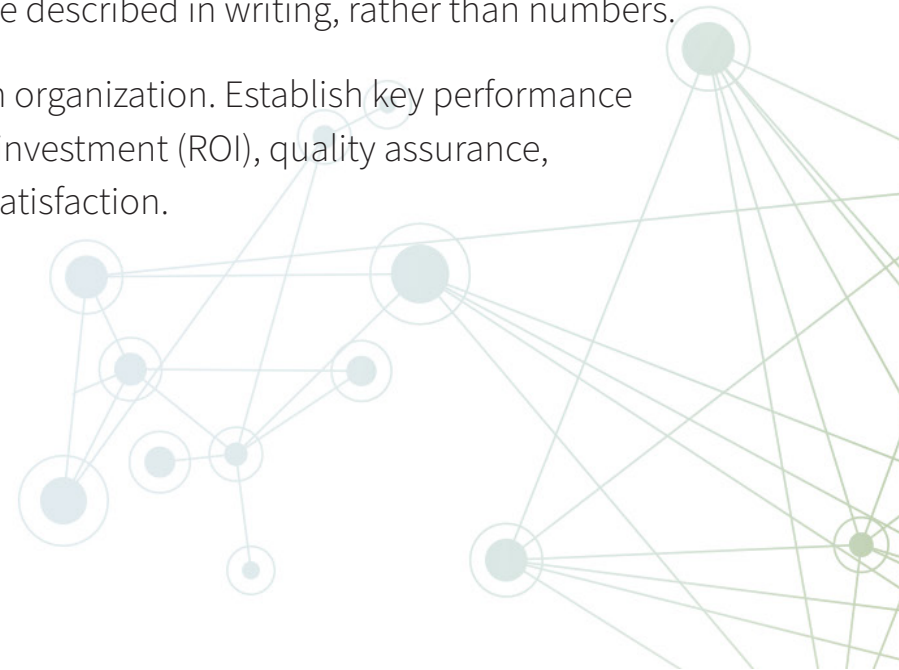 e described in writing, rather than numbers.
organization. Establish key performance
investment (ROI), quality assurance,
atisfaction.